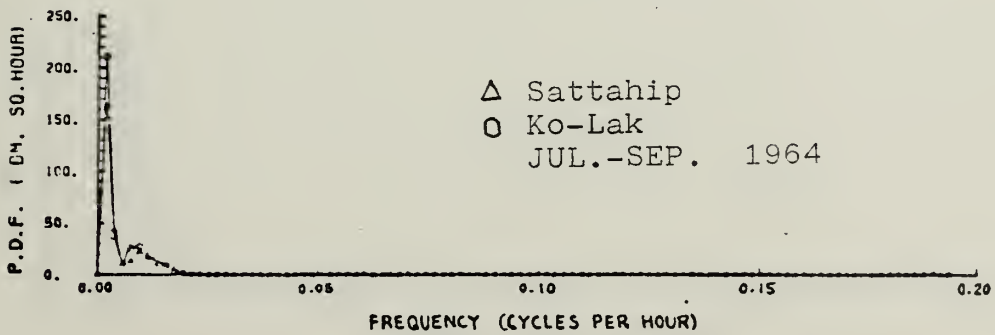 250.
200.
150.
100.
50.
0.
P.D.F. ( CM. SQ.HOUR)
△ Sattahip
O Ko-Lak
JUL.-SEP. 1964
0.00 0.05 0.10 0.15 0.20
FREQUENCY (CYCLES PER HOUR)